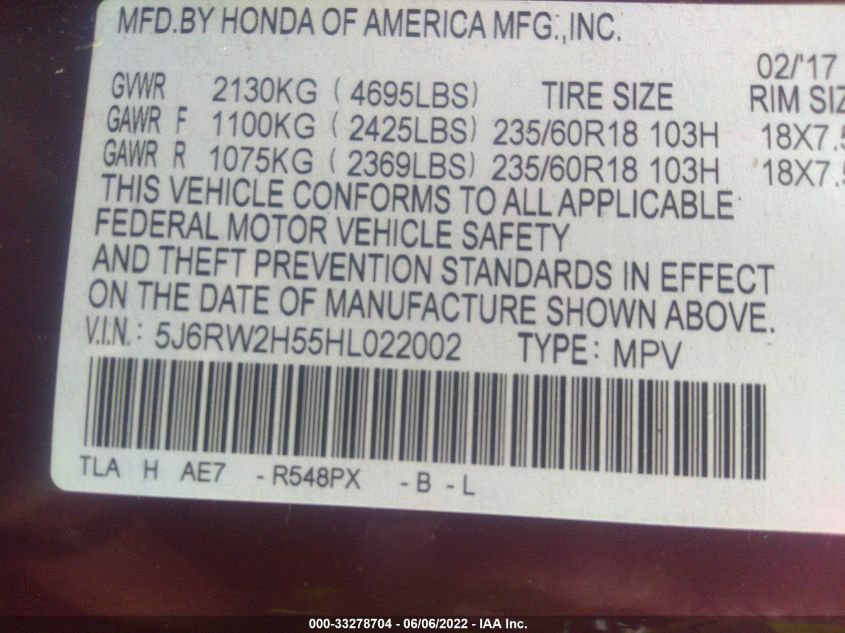 MFD.BY HONDA OF AMERICA MFG.,INC.
02/'17
GVWR 2130KG ( 4695LBS) TIRE SIZE RIM SIZ
GAWR F 1100KG ( 2425LBS) 235/60R18 103H 18X7.5
GAWR R 1075KG ( 2369LBS) 235/60R18 103H 18X7.5
THIS VEHICLE CONFORMS TO ALL APPLICABLE
FEDERAL MOTOR VEHICLE SAFETY
AND THEFT PREVENTION STANDARDS IN EFFECT
ON THE DATE OF MANUFACTURE SHOWN ABOVE.
V.I.N.: 5J6RW2H55HL022002 TYPE: MPV
TLA H AE7 -R548PX -B -L
000-33278704 - 06/06/2022 - IAA Inc.